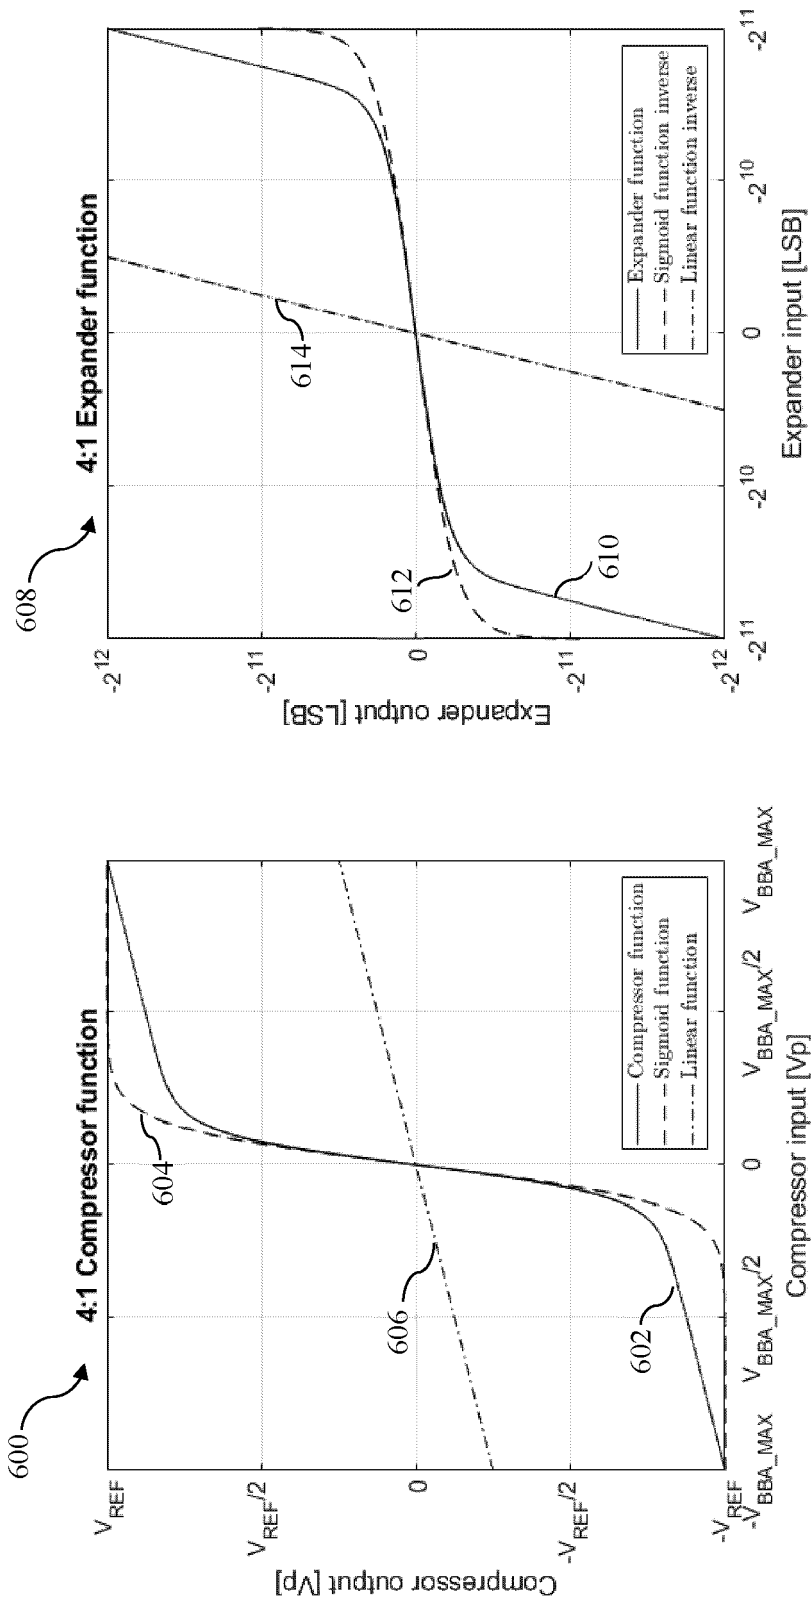 600
4:1 Compressor function
V_REF
V_REF/2
0
-V_REF/2
-V_REF
Compressor output [Vp]
604
606
602
Compressor function
Sigmoid function
Linear function
-V_BBA_MAX
V_BBA_MAX/2
0
V_BBA_MAX/2
V_BBA_MAX
Compressor input [Vp]
608
4:1 Expander function
-2^12
-2^11
0
-2^11
-2^12
Expander output [LSB]
614
612
610
Expander function
Sigmoid function inverse
Linear function inverse
-2^11
-2^10
0
-2^10
-2^11
Expander input [LSB]